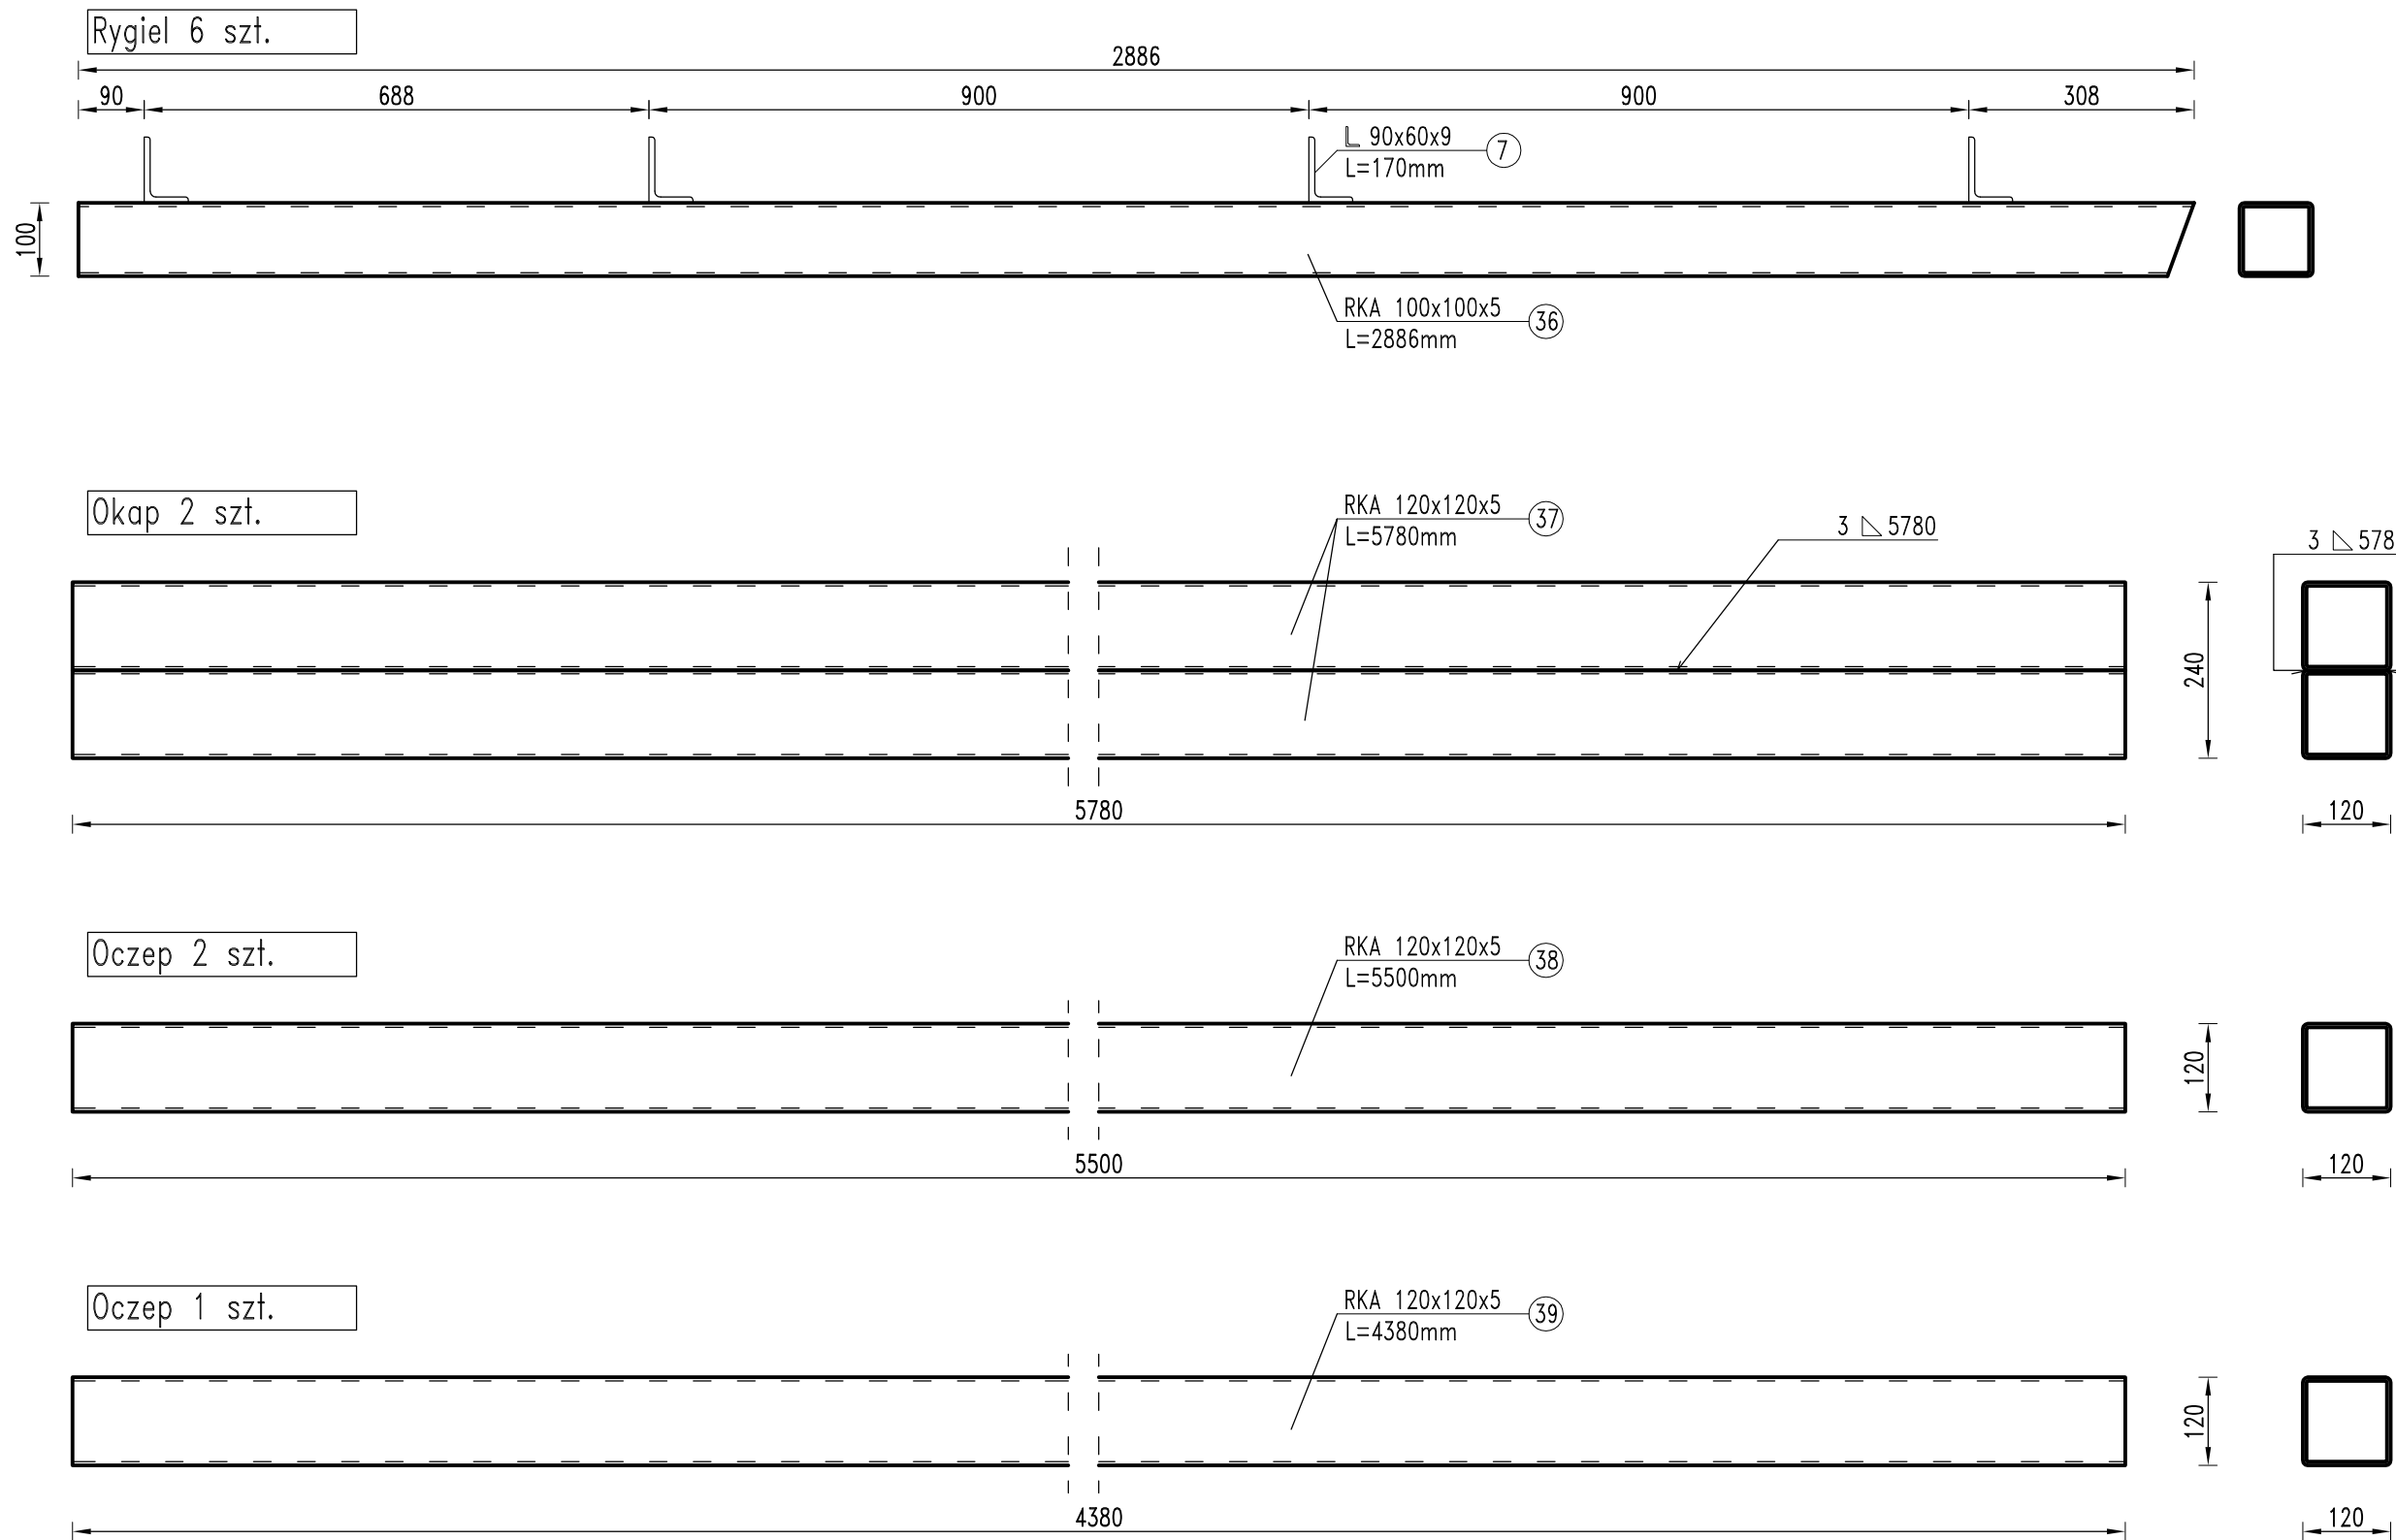 Rygiel 6 szt.
2886
90 688 900 900 308
L 90x60x9
7
L=170mm
100
RKA 100x100x5
36
L=2886mm
Okap 2 szt.
RKA 120x120x5
37
L=5780mm
3 5780
3 578
240
5780
120
Oczep 2 szt.
RKA 120x120x5
38
L=5500mm
120
5500
120
Oczep 1 szt.
RKA 120x120x5
39
L=4380mm
120
4380
120